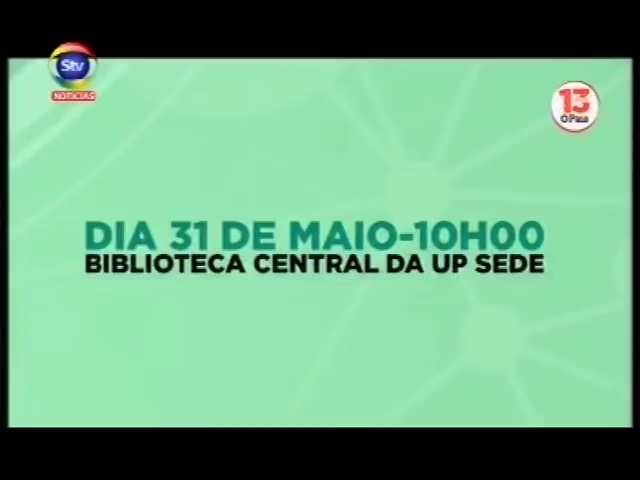 Stv
NOTÍCIAS
13
O País
DIA 31 DE MAIO-10H00
BIBLIOTECA CENTRAL DA UP SEDE